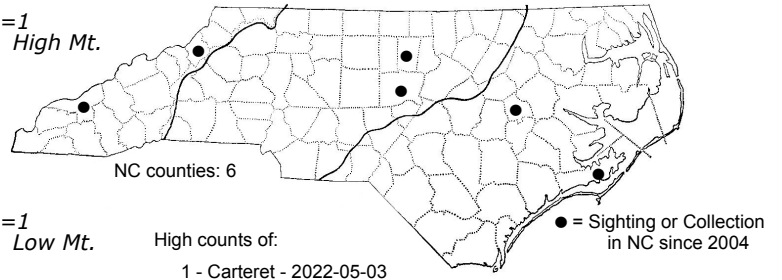 =1
High Mt.
NC counties: 6
=1
Low Mt.
High counts of:
1 - Carteret - 2022-05-03
● = Sighting or Collection
in NC since 2004